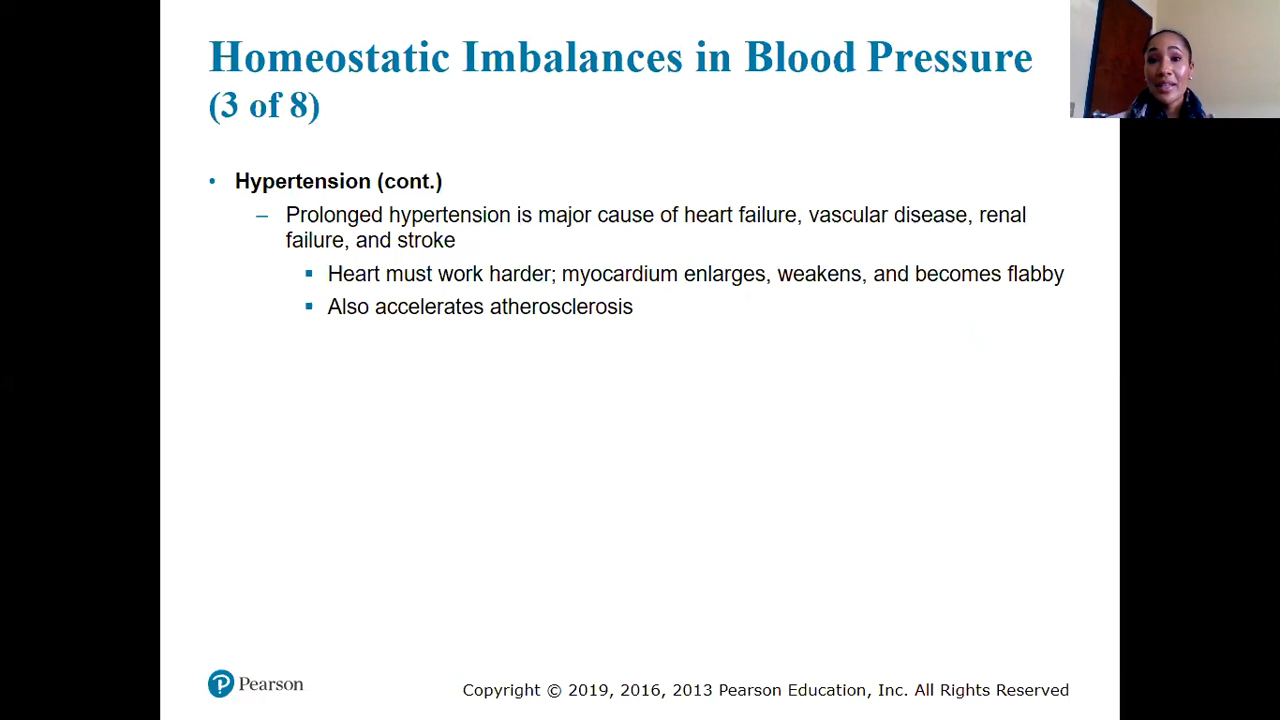 Homeostatic Imbalances in Blood Pressure
(3 of 8)
• Hypertension (cont.)
– Prolonged hypertension is major cause of heart failure, vascular disease, renal
failure, and stroke
▪ Heart must work harder; myocardium enlarges, weakens, and becomes flabby
▪ Also accelerates atherosclerosis
Pearson
Copyright © 2019, 2016, 2013 Pearson Education, Inc. All Rights Reserved